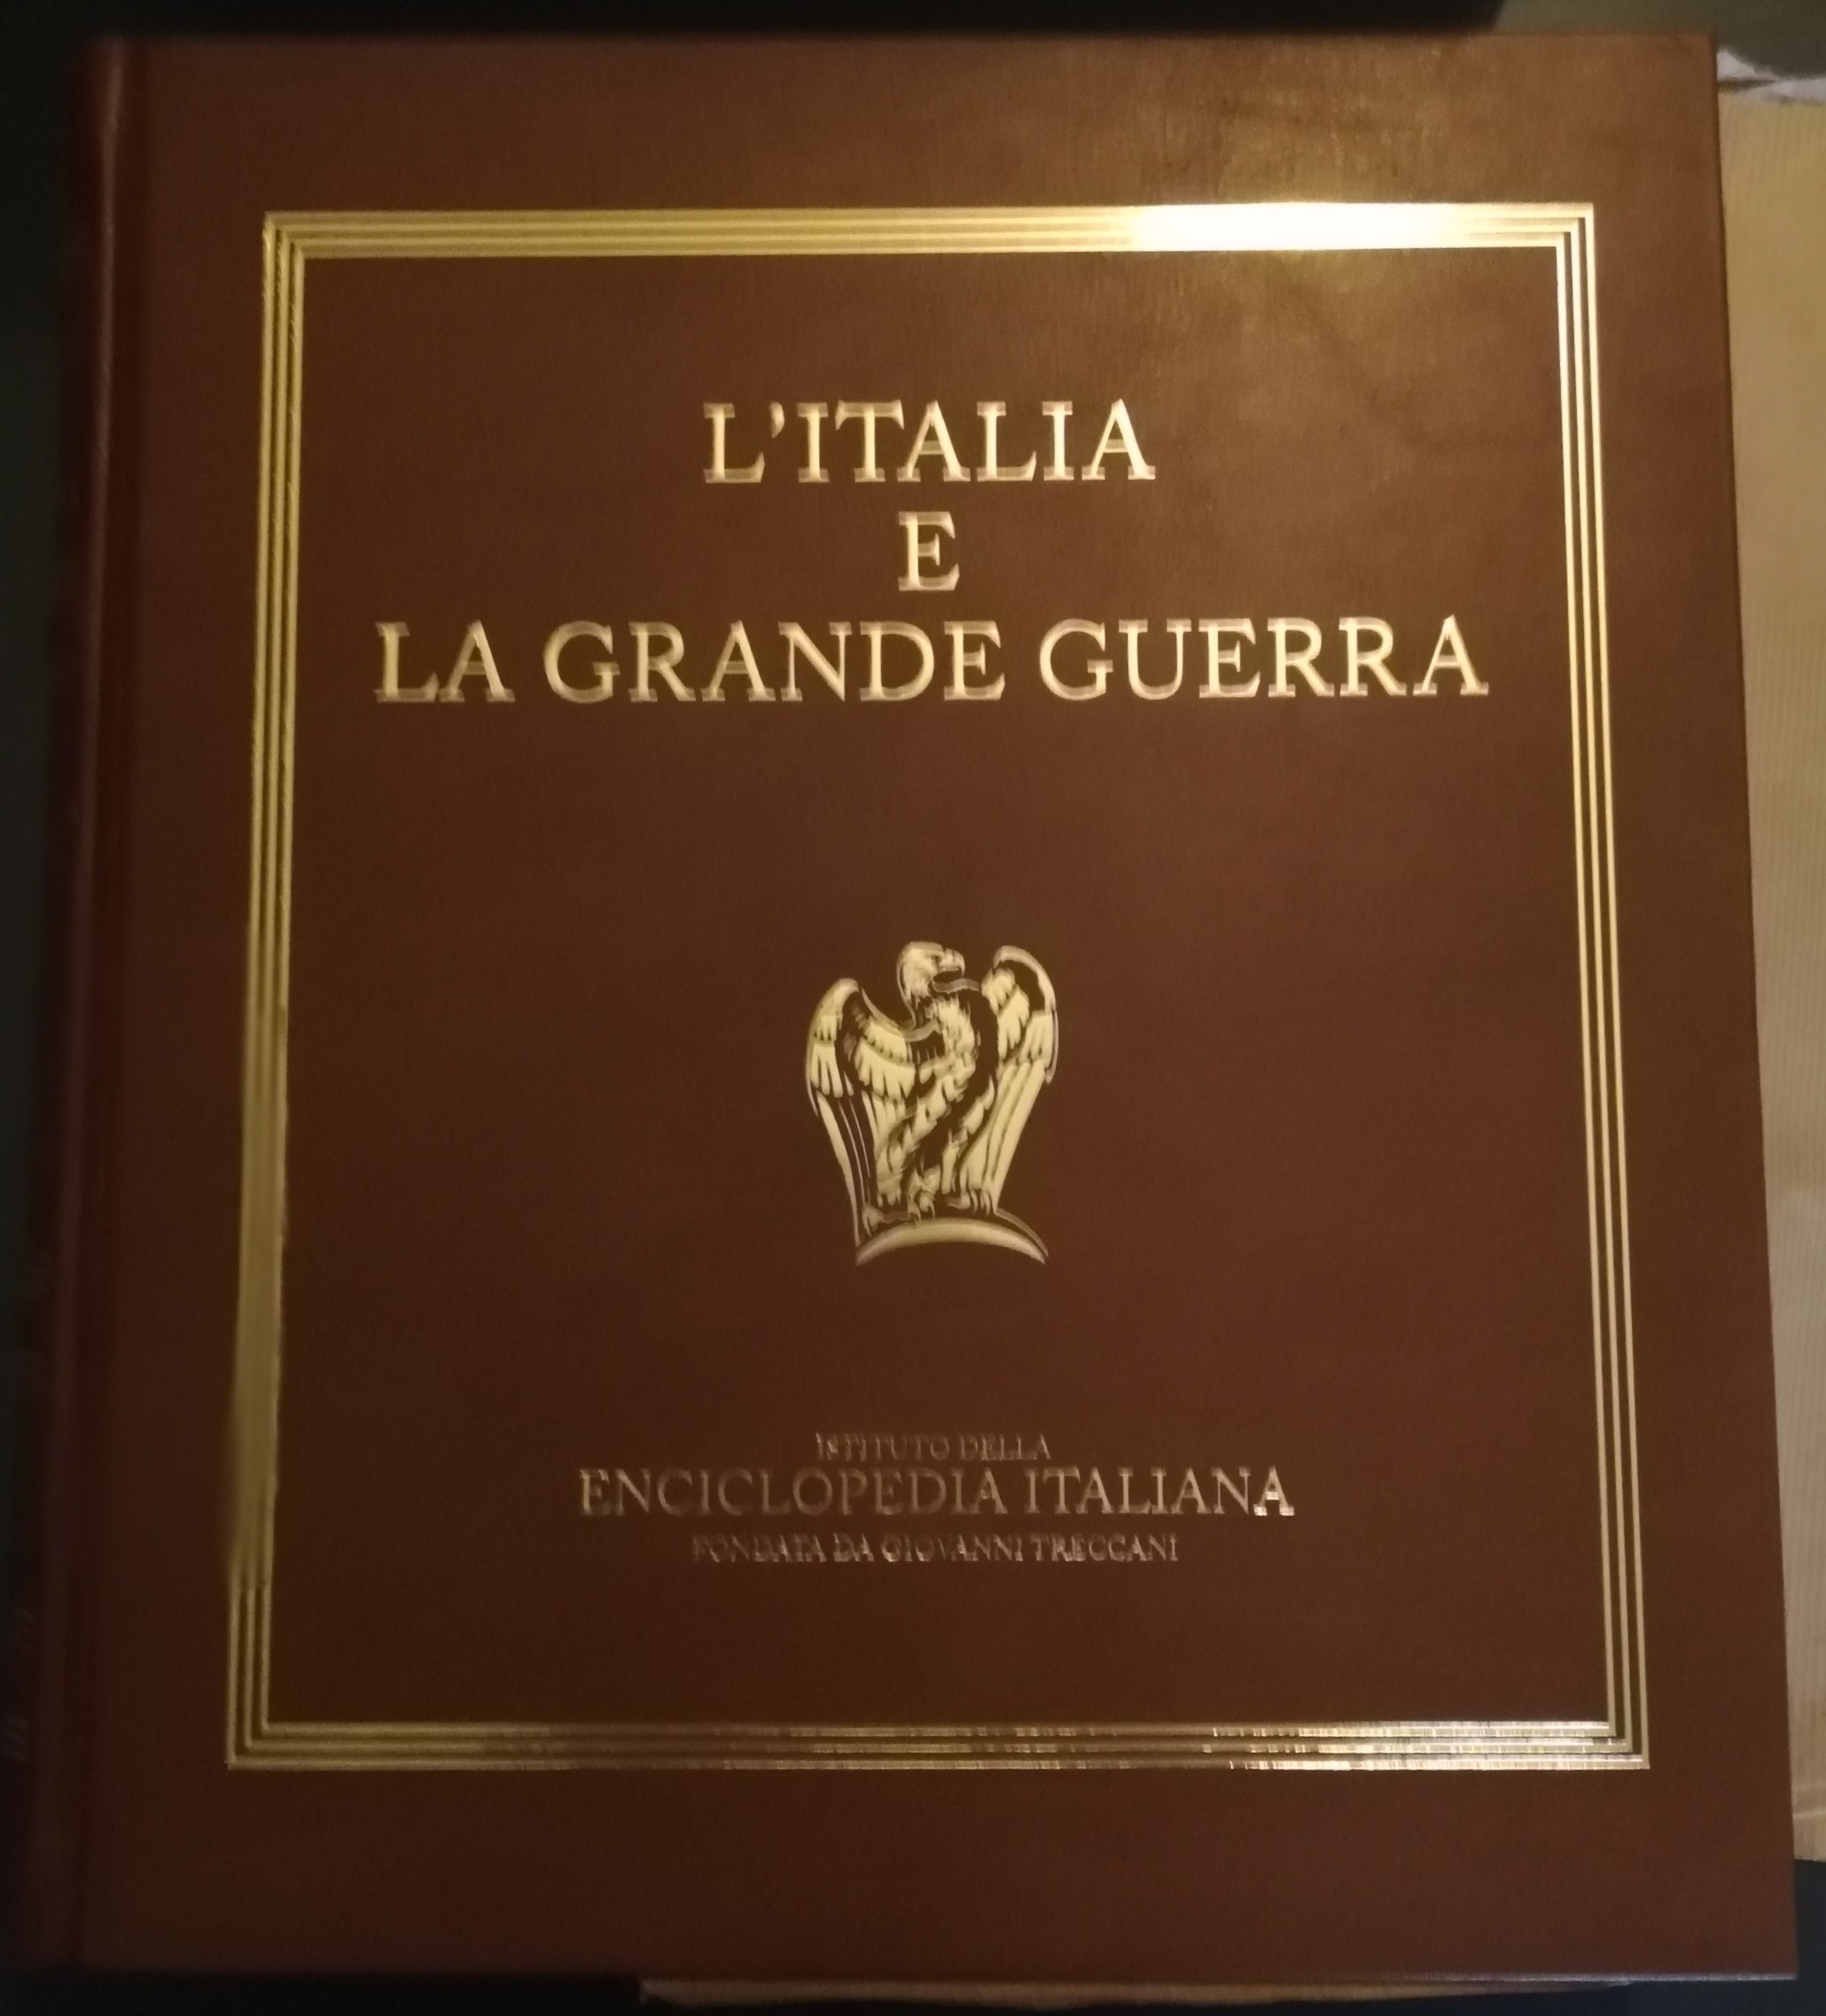 L'ITALIA
E
LA GRANDE GUERRA
ISTITUTO DELLA
ENCICLOPEDIA ITALIANA
FONDATA DA GIOVANNI TRECCANI